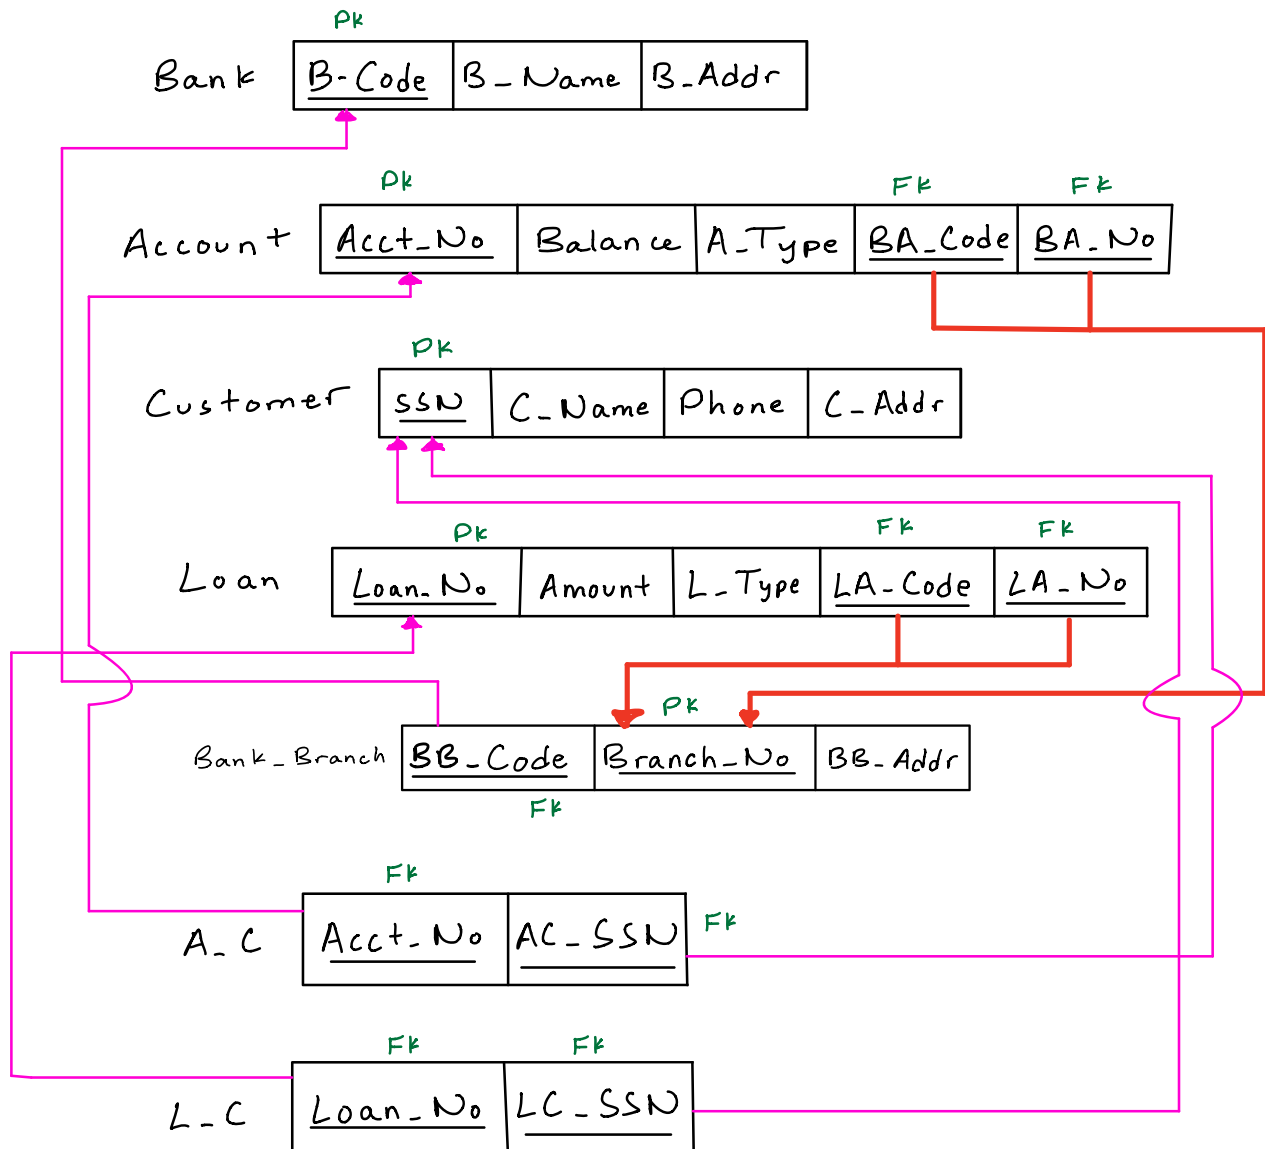 PK
Bank B-Code B_Name B_Addr
PK FK FK
Account Acct_No Balance A_Type BA_Code BA_No
PK
Customer SSN C_Name Phone C_Addr
PK FK FK
Loan Loan_No Amount L_Type LA_Code LA_No
PK
Bank_Branch BB_Code Branch_No BB_Addr
FK
FK
A_C Acct_No AC_SSN FK
FK FK
L_C Loan_No LC_SSN